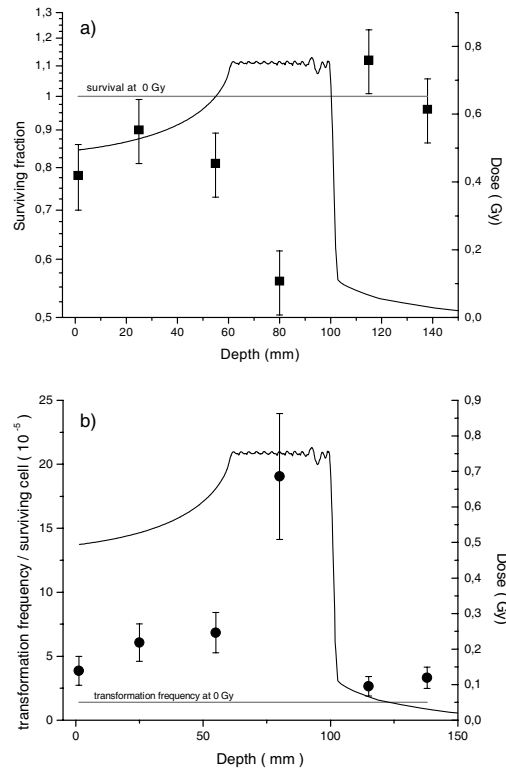 a)
1,3
1,2
1,1
1
0,9
0,8
0,7
0,6
0,5
Surviving fraction
survival at 0 Gy
0,8
0,6
0,4
0,2
0,0
Dose ( Gy)
0 20 40 60 80 100 120 140
Depth (mm)
b)
25
20
15
10
5
0
transformation frequency / surviving cell ( 10 -5 )
transformation frequency at 0 Gy
0,9
0,8
0,7
0,6
0,5
0,4
0,3
0,2
0,1
0,0
Dose ( Gy)
0 50 100 150
Depth ( mm )